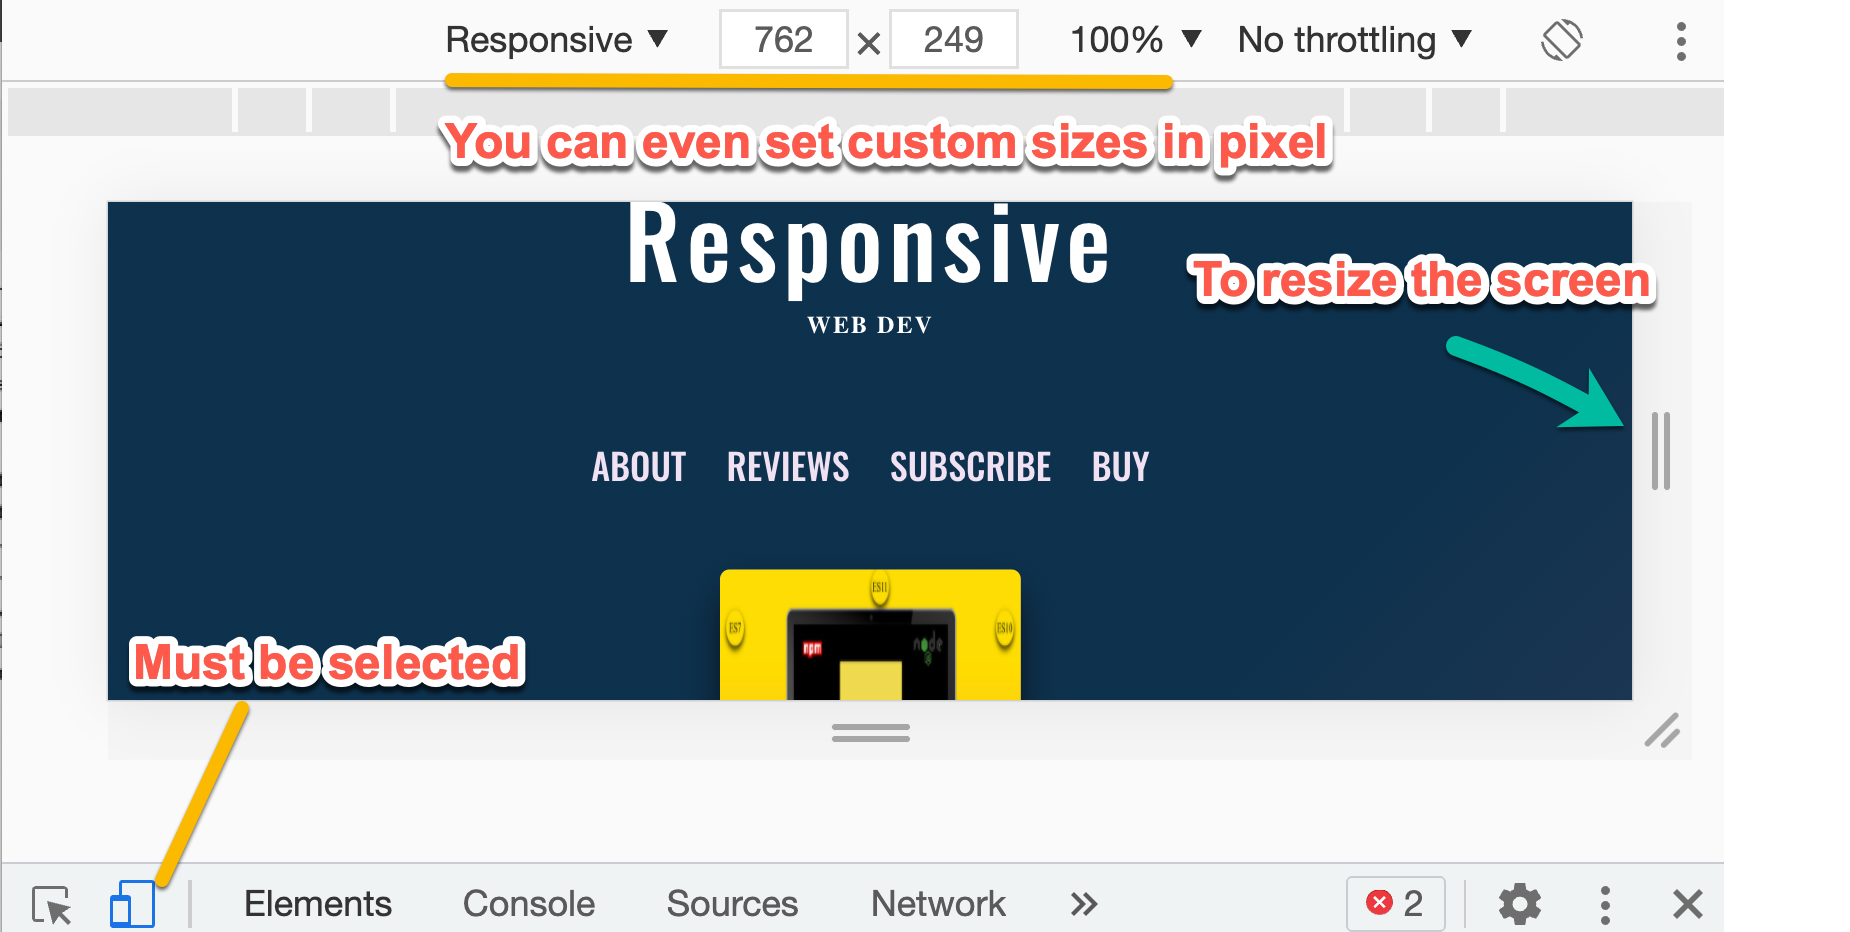 Responsive ▼ 762 × 249 100% ▼ No throttling ▼
You can even set custom sizes in pixel
Responsive
To resize the screen
WEB DEV
ABOUT REVIEWS SUBSCRIBE BUY
ES11
ES7 ES10
npm node
Must be selected
Elements Console Sources Network » 2